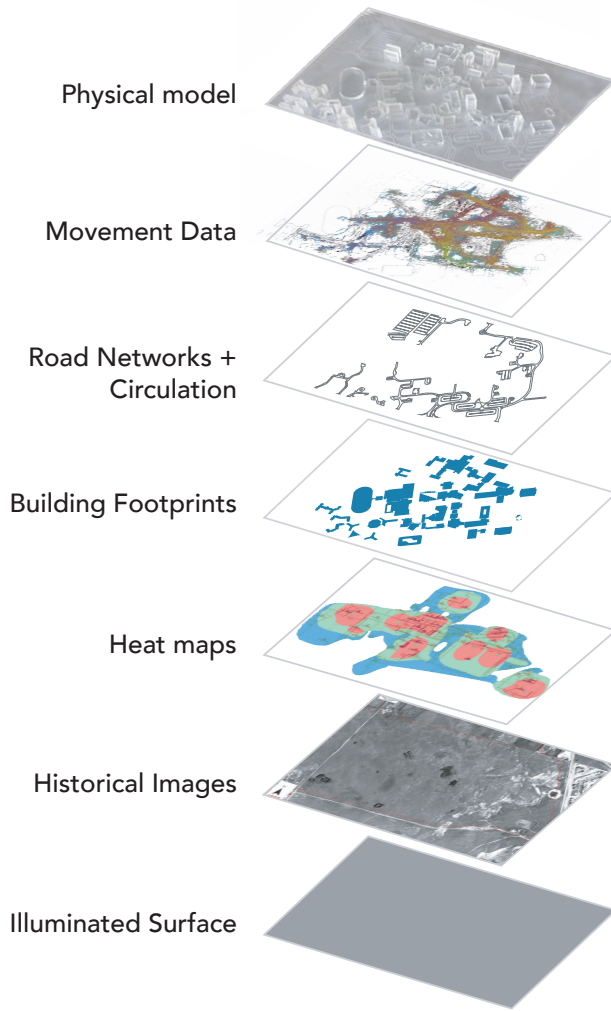 Physical model
Movement Data
Road Networks +
Circulation
Building Footprints
Heat maps
Historical Images
Illuminated Surface